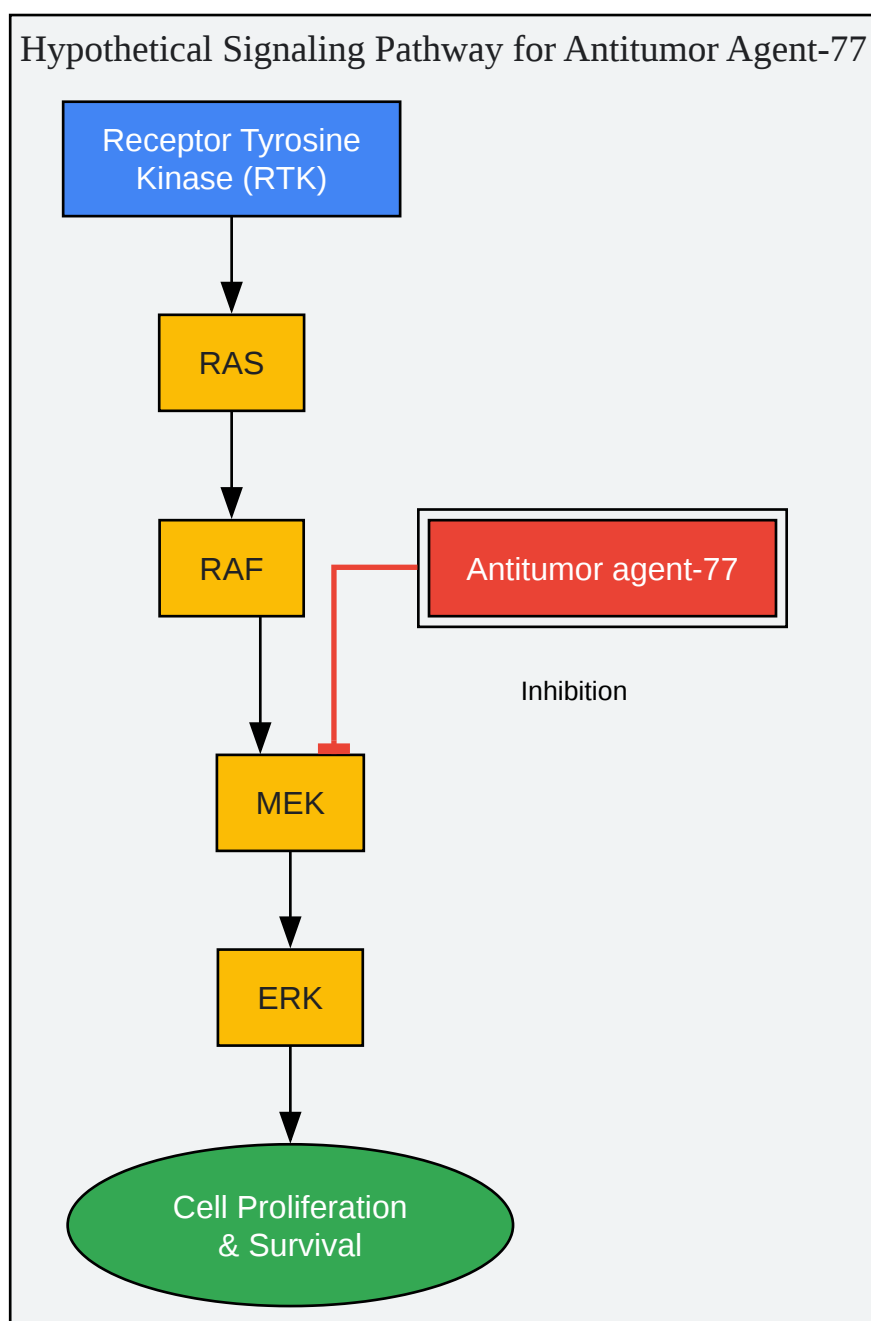 Hypothetical Signaling Pathway for Antitumor Agent-77
Receptor Tyrosine
Kinase (RTK)
RAS
RAF
Antitumor agent-77
Inhibition
MEK
ERK
Cell Proliferation
& Survival